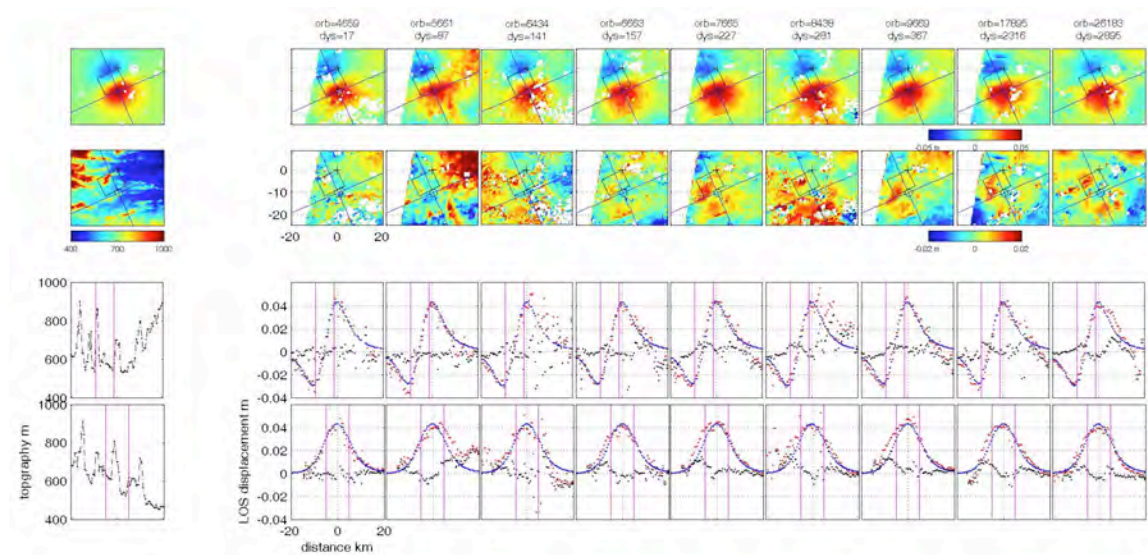 orb=4659 orb=5661 orb=6434 orb=6663 orb=7665 orb=8438 orb=9669 orb=17895 orb=26183
dys=17 dys=97 dys=141 dys=157 dys=227 dys=281 dys=367 dys=2316 dys=2895
-0.05 m 0 0.05
0
-10
-20
400 700 1000
-20 0 20
-0.02 m 0 0.02
1000
800
600
400
0.04
0.02
0
-0.02
-0.04
1000
800
600
400
topgraphy m
0.04
0.02
0
-0.02
-0.04
LOS displacement m
-20 0 20
distance km